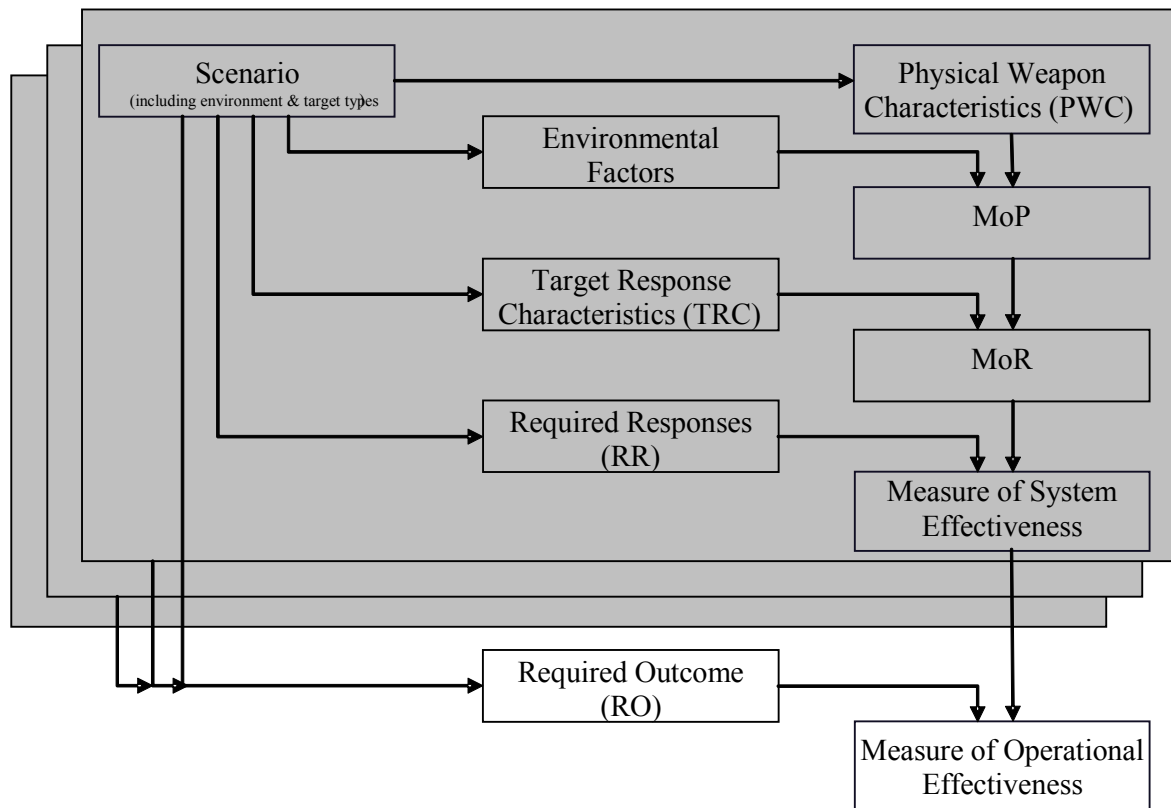 Scenario
(including environment & target types)
Physical Weapon
Characteristics (PWC)
Environmental
Factors
MoP
Target Response
Characteristics (TRC)
MoR
Required Responses
(RR)
Measure of System
Effectiveness
Required Outcome
(RO)
Measure of Operational
Effectiveness